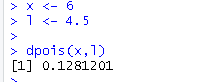 > x <- 6
> l <- 4.5
>
> dpois(x,l)
[1] 0.1281201